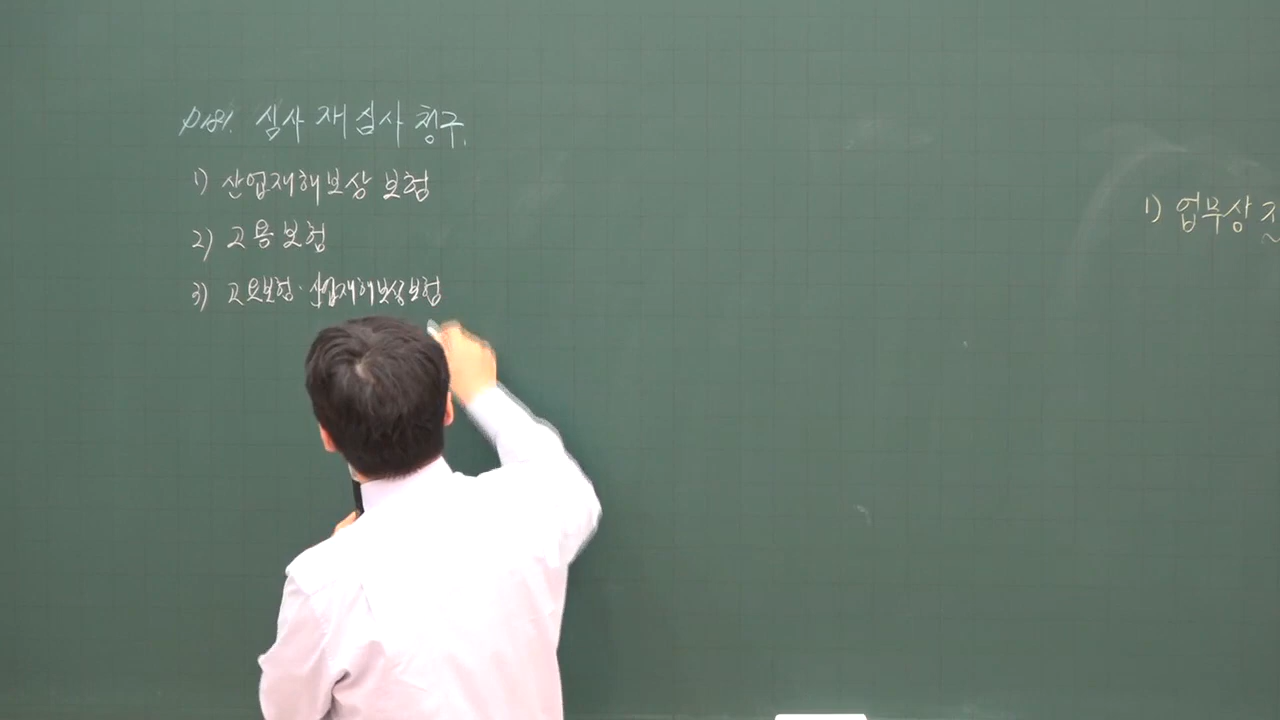 P.181. 심사 재심사 청구.
1) 산업재해보상 보험
2) 고용 보험
3) 고용보험· 산업재해보상보험
1) 업무상